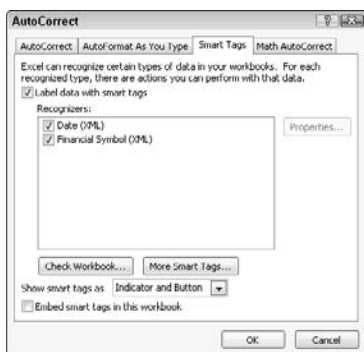 AutoCorrect
AutoCorrect AutoFormat As You Type Smart Tags Math AutoCorrect
Excel can recognize certain types of data in your workbooks. For each
recognized type, there are actions you can perform with that data.
Label data with smart tags
Recognizers:
Date (XML)
Financial Symbol (XML)
Properties...
Check Workbook... More Smart Tags...
Show smart tags as Indicator and Button
Embed smart tags in this workbook
OK Cancel